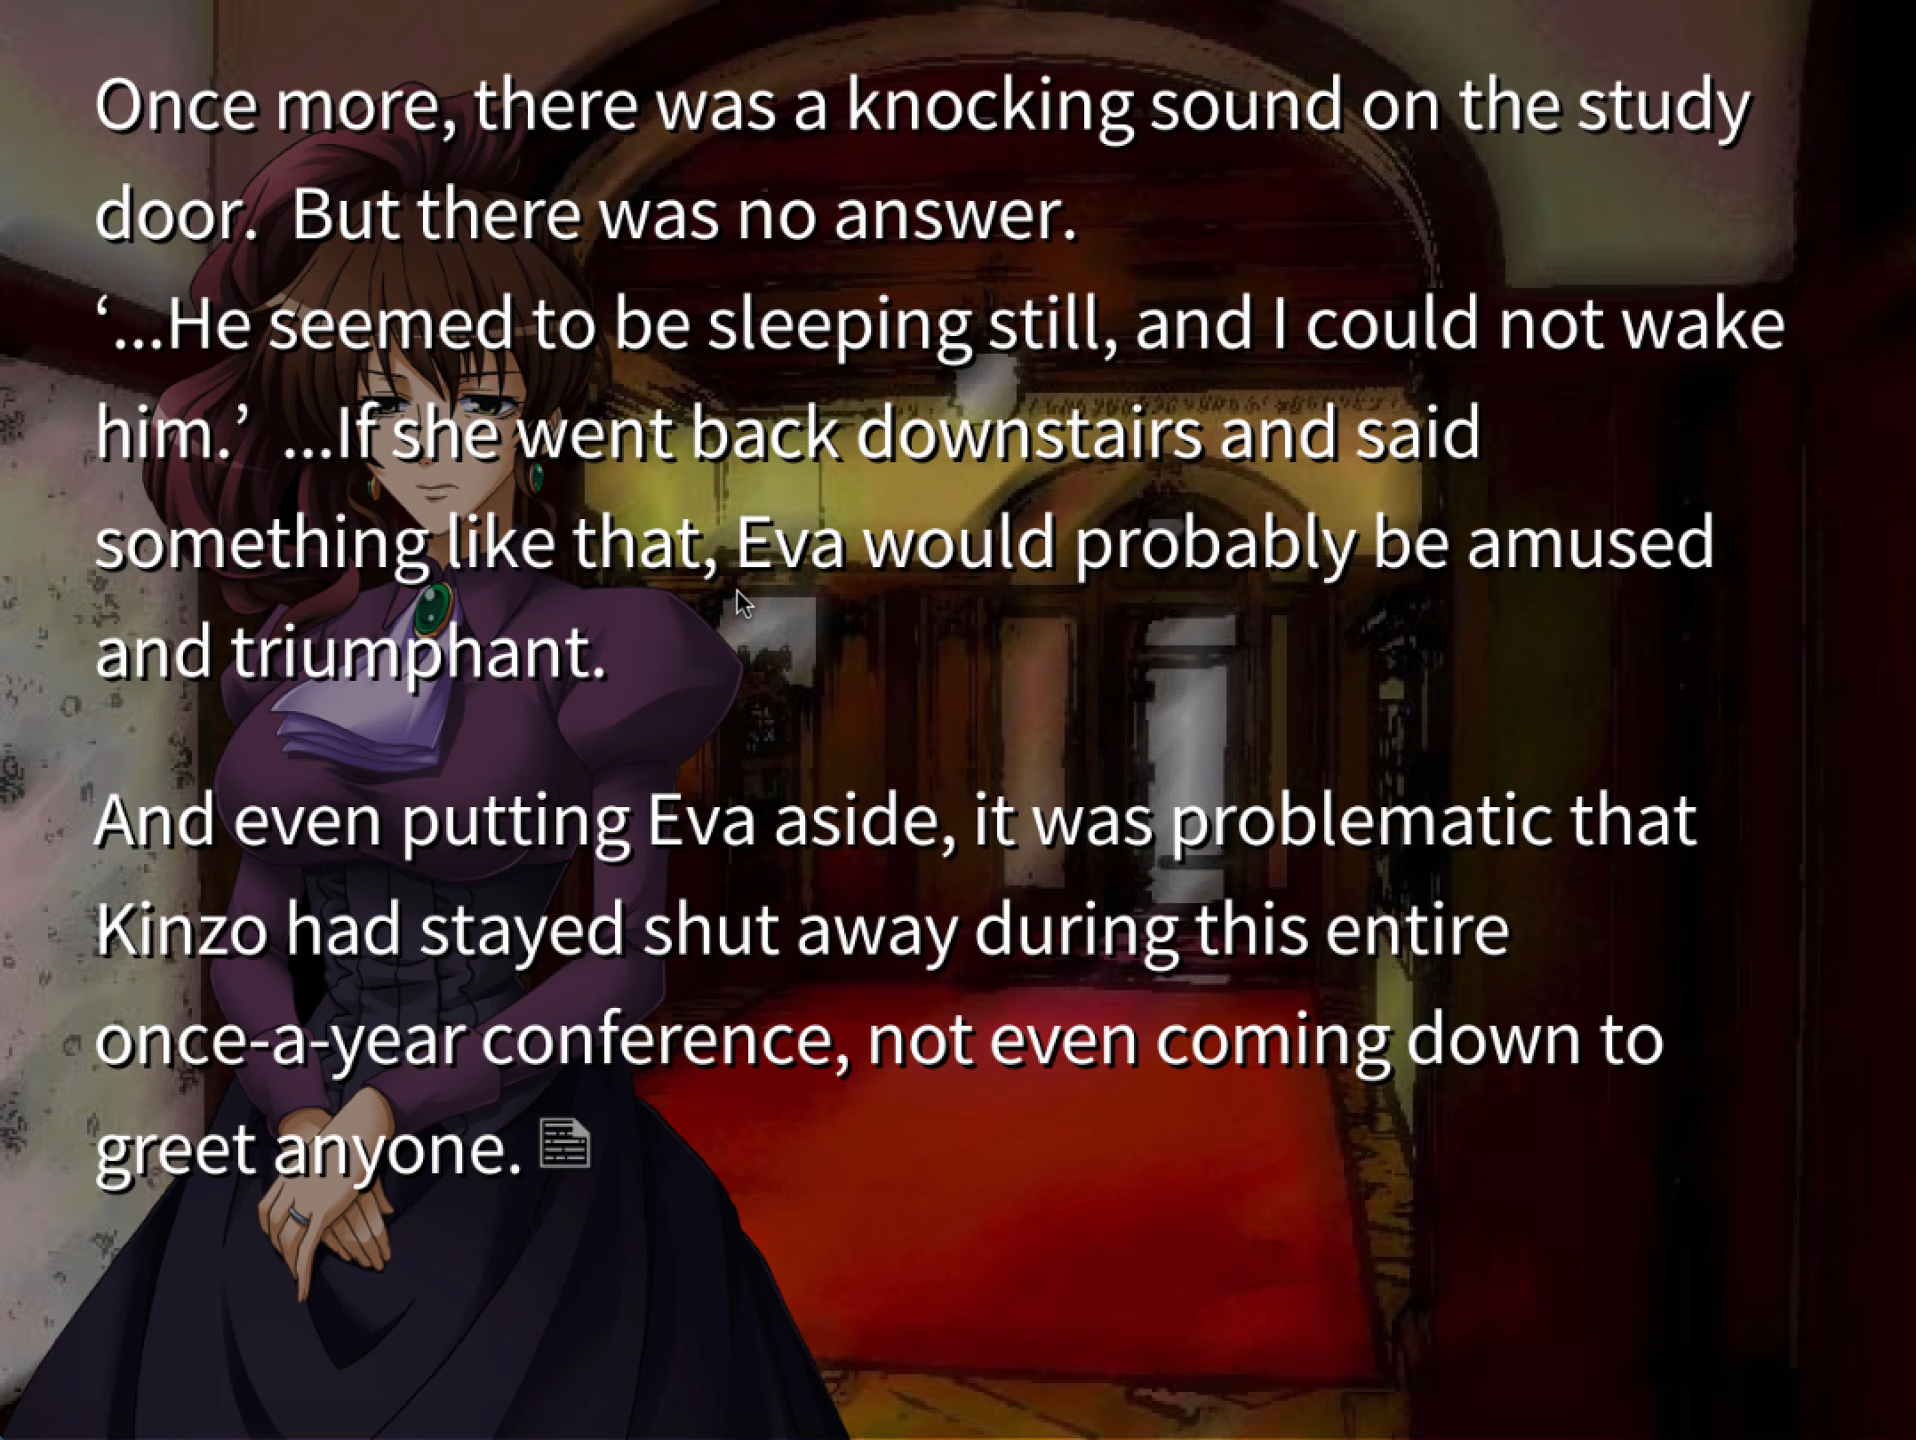 Once more, there was a knocking sound on the study
door.  But there was no answer.
‘...He seemed to be sleeping still, and I could not wake
him.’  ...If she went back downstairs and said
something like that, Eva would probably be amused
and triumphant.
And even putting Eva aside, it was problematic that
Kinzo had stayed shut away during this entire
once-a-year conference, not even coming down to
greet anyone.